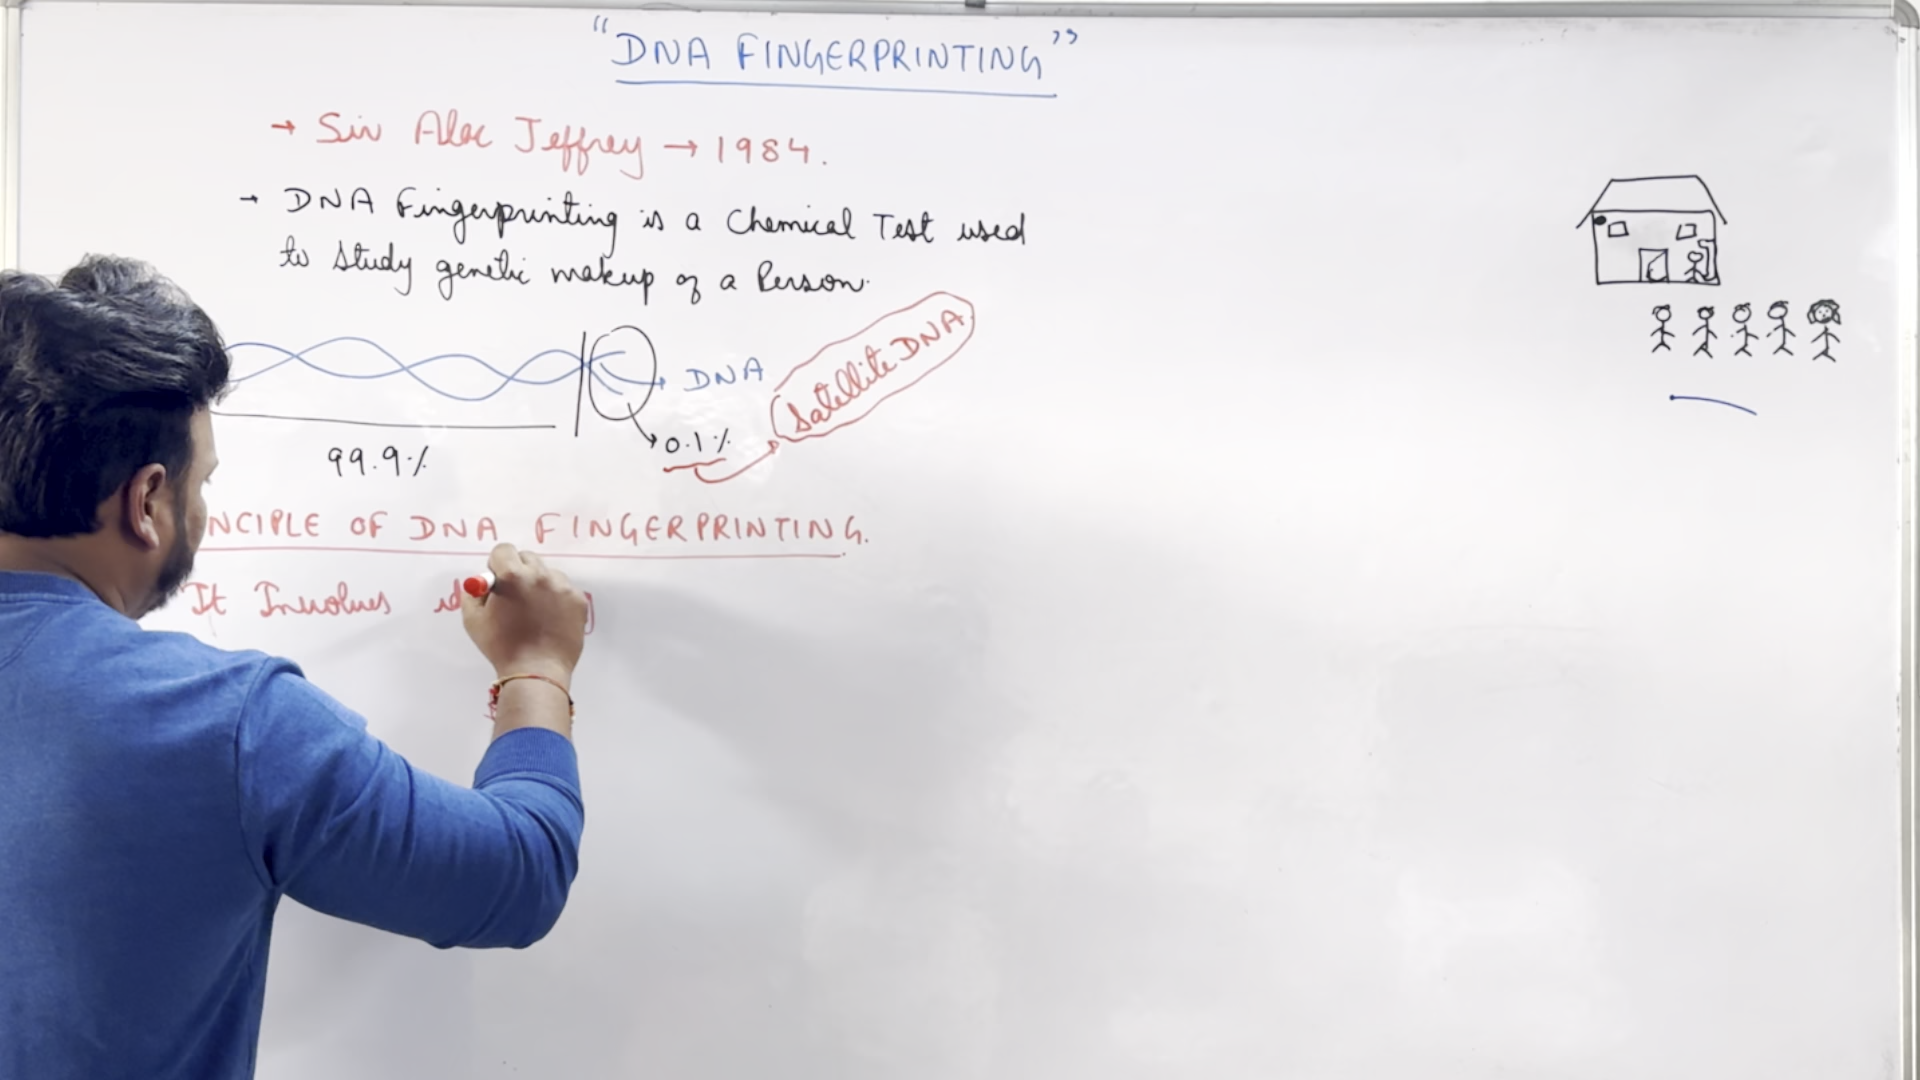 "DNA FINGERPRINTING"
→ Sir Alec Jeffrey → 1984.
→ DNA Fingerprinting is a Chemical Test used
to study genetic makeup of a Person.
DNA
Satellite DNA
0.1%
99.9%
NCIPLE OF DNA FINGERPRINTING.
It Involves